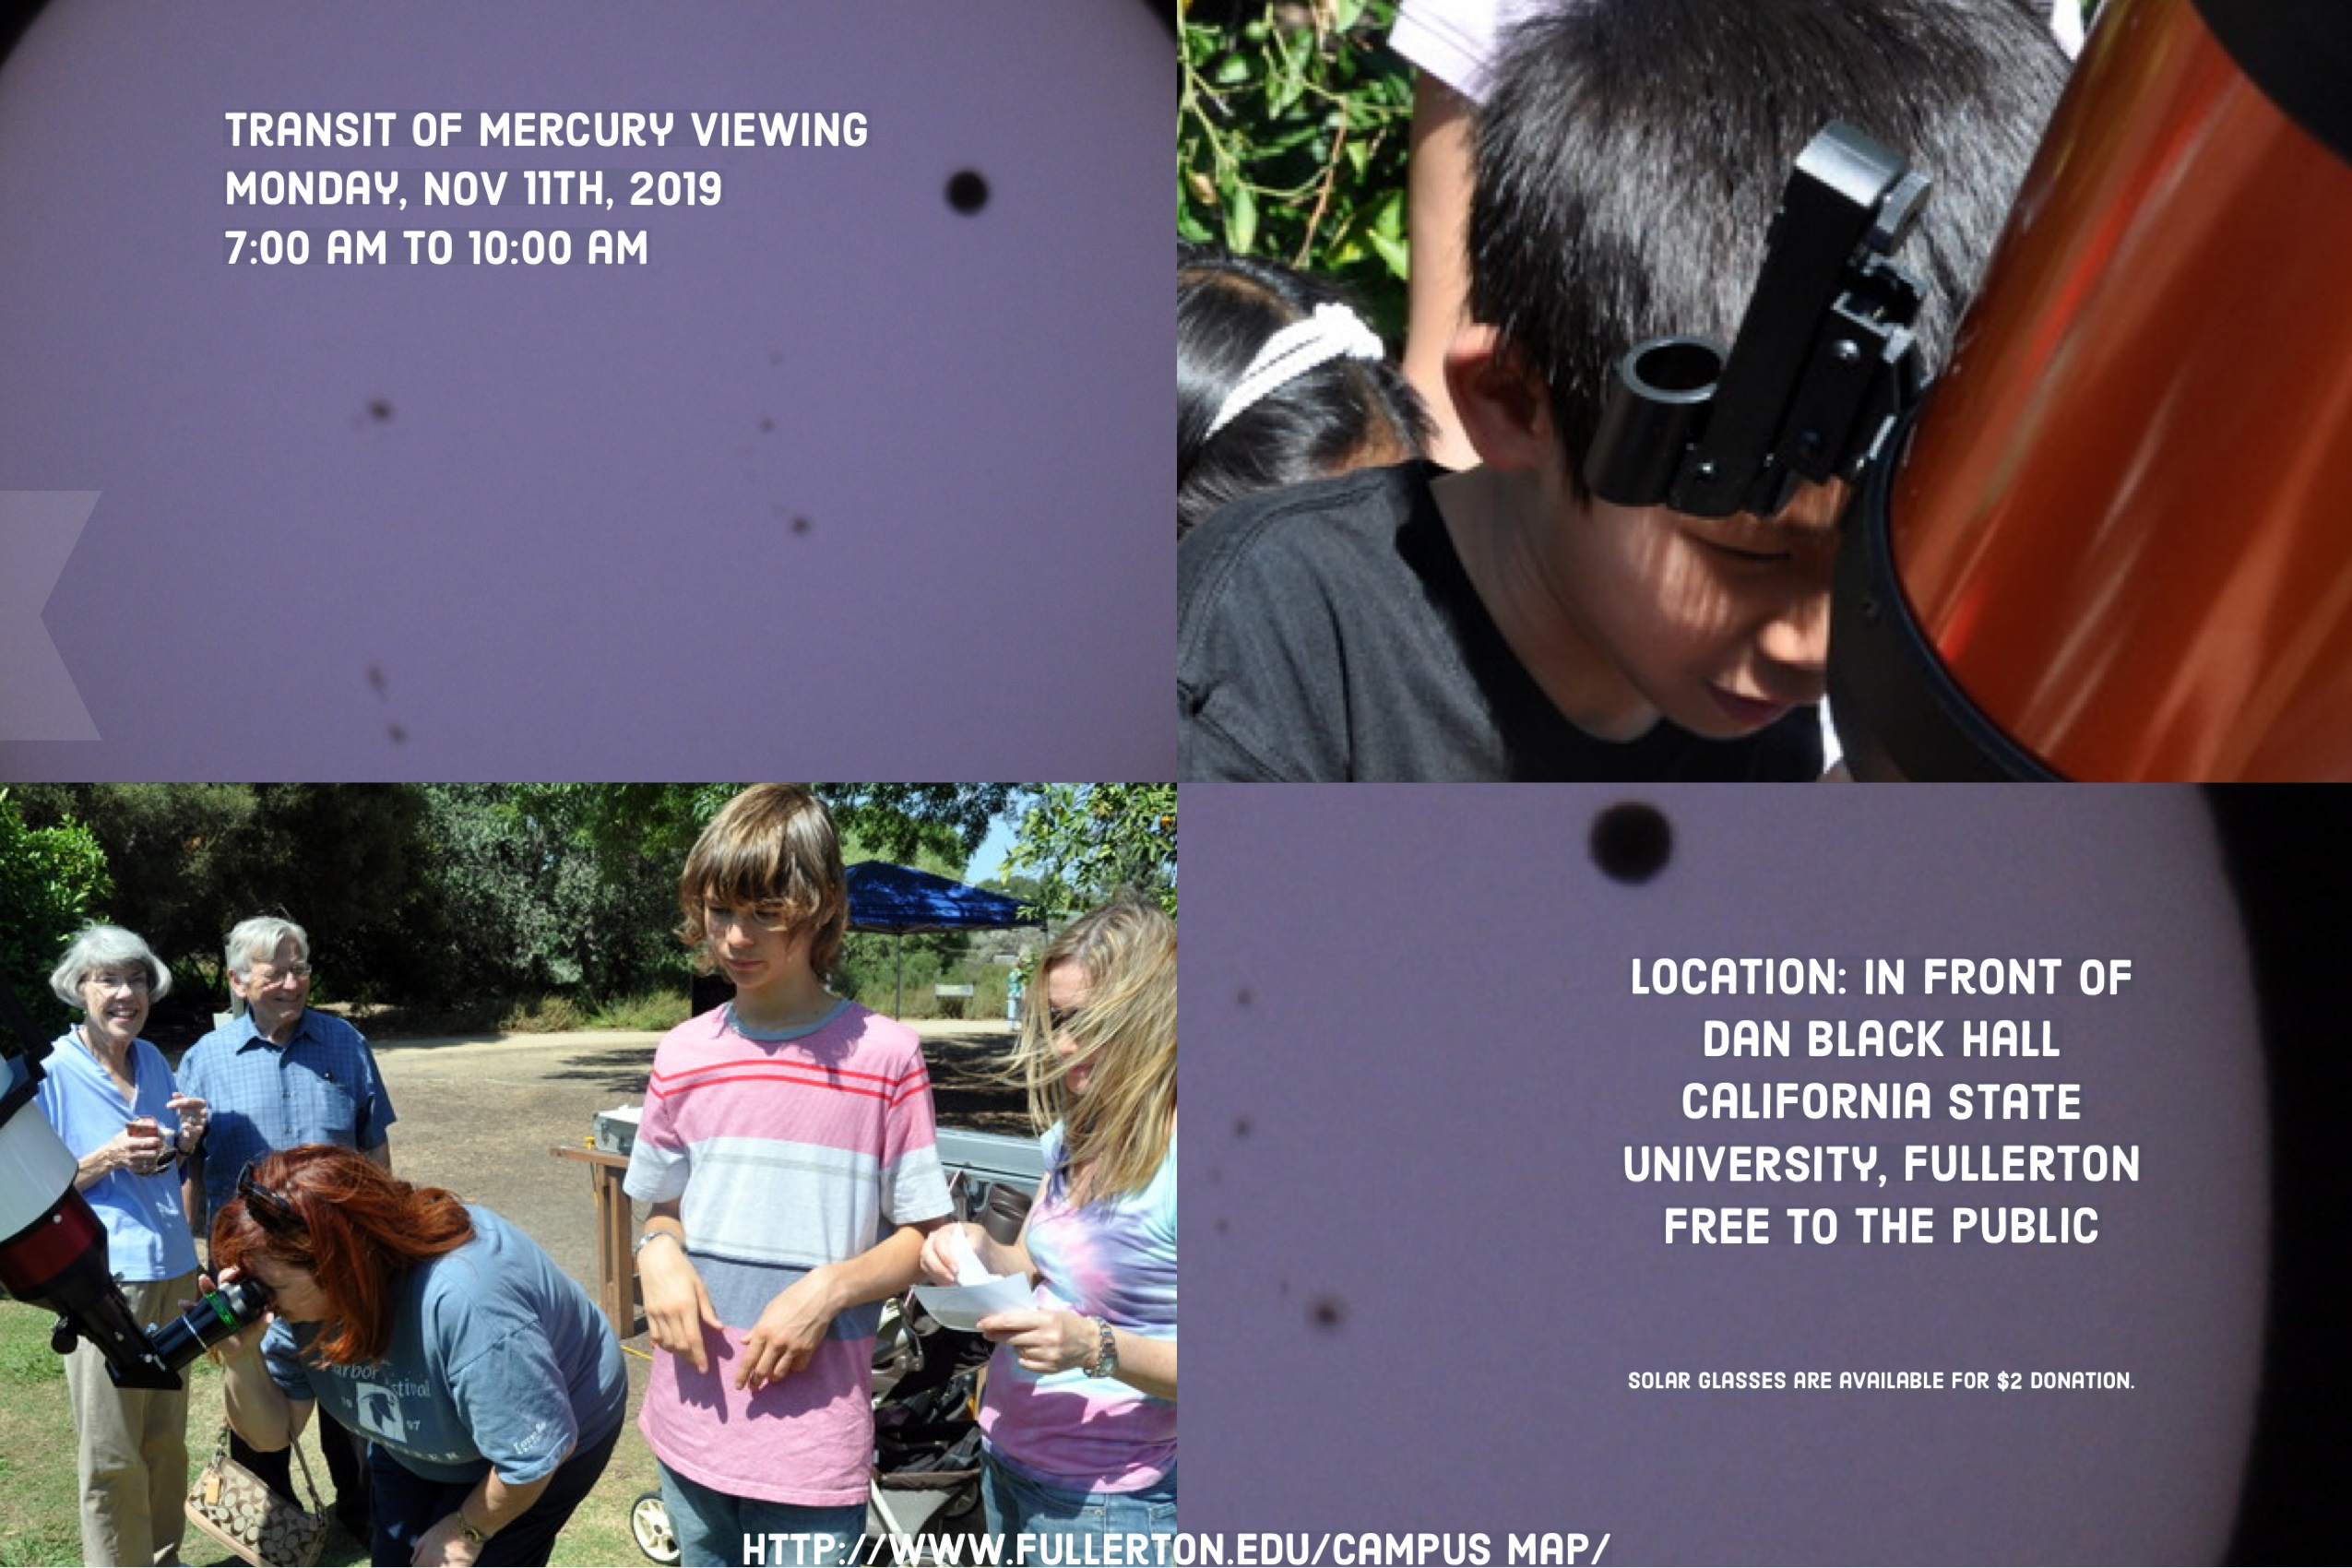 TRANSIT OF MERCURY VIEWING
MONDAY, NOV 11TH, 2019
7:00 AM TO 10:00 AM
LOCATION: IN FRONT OF
DAN BLACK HALL
CALIFORNIA STATE
UNIVERSITY, FULLERTON
FREE TO THE PUBLIC
SOLAR GLASSES ARE AVAILABLE FOR $2 DONATION.
HTTP://WWW.FULLERTON.EDU/CAMPUS MAP/